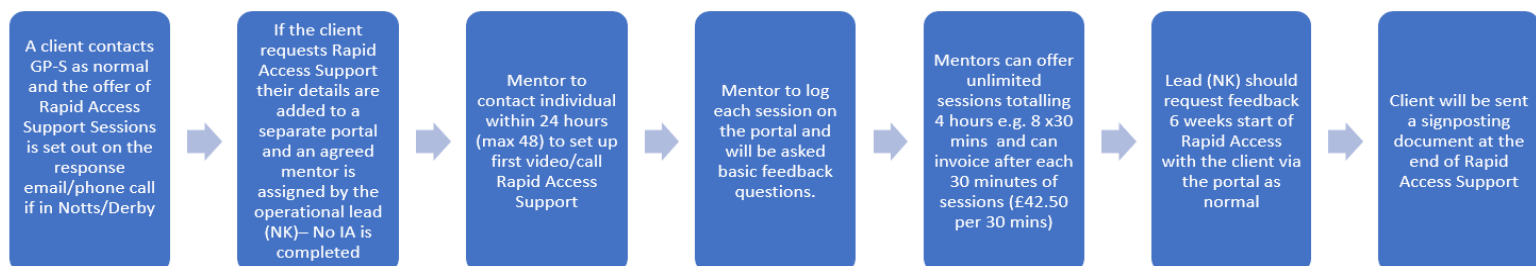 A client contacts
GP-S as normal
and the offer of
Rapid Access
Support Sessions
is set out on the
response
email/phone call
if in Notts/Derby
If the client
requests Rapid
Access Support
their details are
added to a
separate portal
and an agreed
mentor is
assigned by the
operational lead
(NK)– No IA is
completed
Mentor to
contact individual
within 24 hours
(max 48) to set up
first video/call
Rapid Access
Support
Mentor to log
each session on
the portal and
will be asked
basic feedback
questions.
Mentors can offer
unlimited
sessions totalling
4 hours e.g. 8 x30
mins and can
invoice after each
30 minutes of
sessions (£42.50
per 30 mins)
Lead (NK) should
request feedback
6 weeks start of
Rapid Access
with the client via
the portal as
normal
Client will be sent
a signposting
document at the
end of Rapid
Access Support